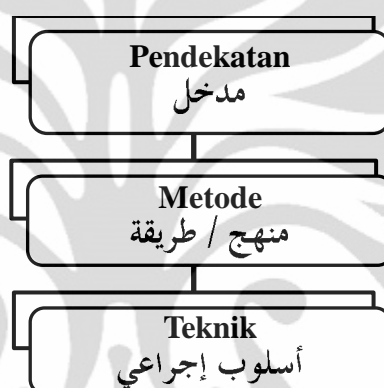 Pendekatan
مدخل
Metode
منهج / طريقة
Teknik
أسلوب إجراعي